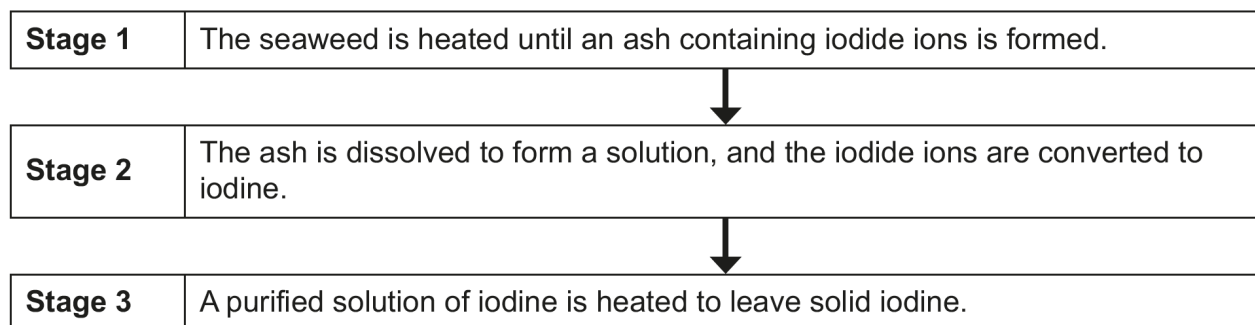 Stage 1
The seaweed is heated until an ash containing iodide ions is formed.
Stage 2
The ash is dissolved to form a solution, and the iodide ions are converted to
iodine.
Stage 3
A purified solution of iodine is heated to leave solid iodine.